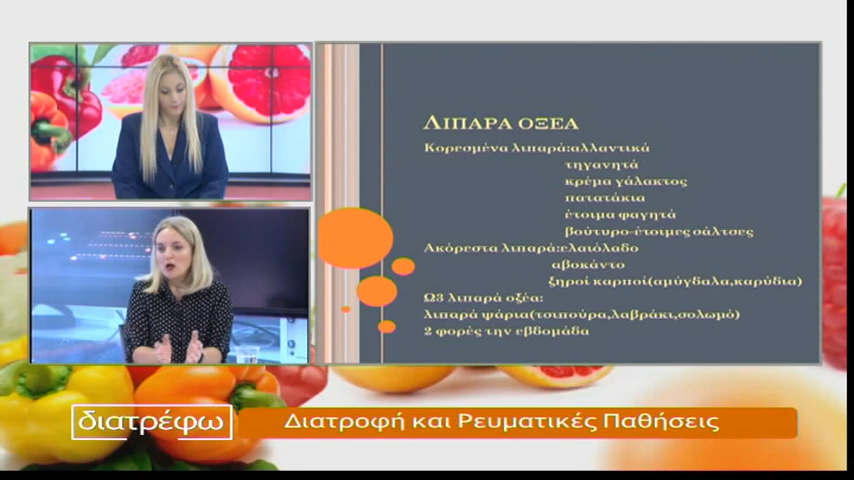 ΛΙΠΑΡΑ ΟΞΕΑ
Κορεσμένα λιπαρά:αλλαντικά
τηγανητά
κρέμα γάλακτος
πατατάκια
έτοιμα φαγητά
βούτυρο-έτοιμες σάλτσες
Ακόρεστα λιπαρά:ελαιόλαδο
αβοκάντο
ξηροί καρποί(αμύγδαλα,καρύδια)
Ω3 λιπαρά οξέα:
λιπαρά ψάρια(τσιπούρα,λαβράκι,σολωμό)
2 φορές την εβδομάδα
διατρέφω
Διατροφή και Ρευματικές Παθήσεις